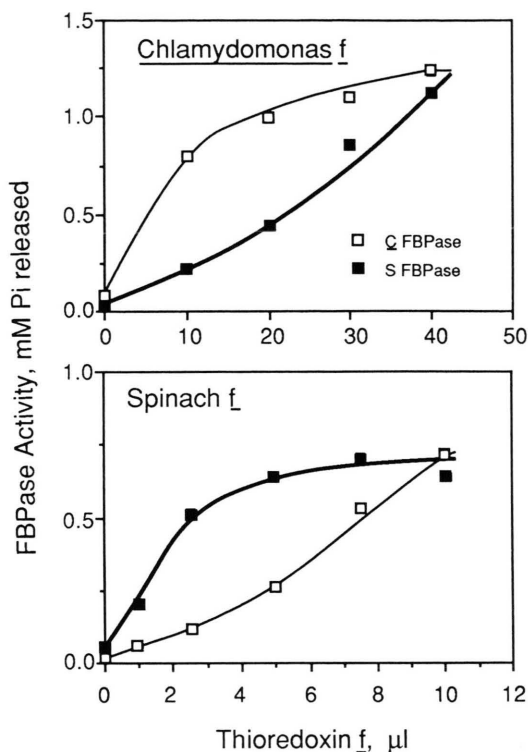 FBPase Activity, mM Pi released
1.5
Chlamydomonas f
1.0
0.5
C FBPase
S FBPase
0.0
0 10 20 30 40 50
1.0
Spinach f
0.5
0.0
0 2 4 6 8 10 12
Thioredoxin f, µl